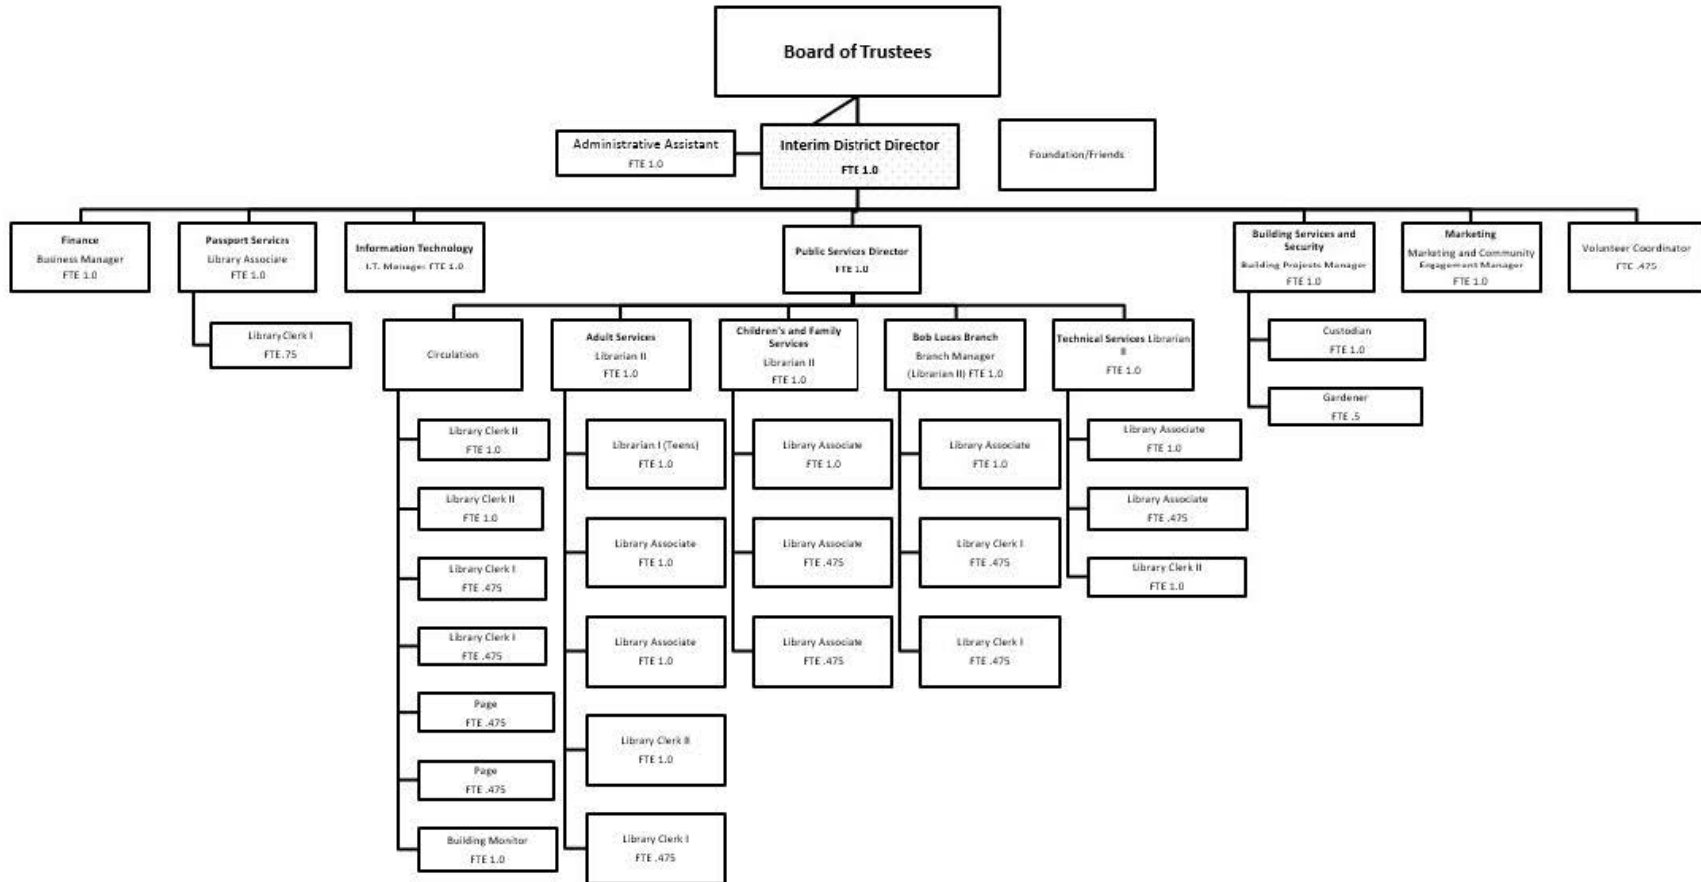 Board of Trustees
Administrative Assistant
FTE 1.0
Interim District Director
FTE 1.0
Foundation/Friends
Finance
Business Manager
FTE 1.0
Passport Services
Library Associate
FTE 1.0
Information Technology
I.T. Manager FTE 1.0
Public Services Director
FTE 1.0
Building Services and
Security
Building Projects Manager
FTE 1.0
Marketing
Marketing and Community
Engagement Manager
FTE 1.0
Volunteer Coordinator
FTE .475
Library Clerk I
FTE .75
Circulation
Adult Services
Librarian II
FTE 1.0
Children's and Family
Services
Librarian II
FTE 1.0
Bob Lucas Branch
Branch Manager
(Librarian II) FTE 1.0
Technical Services Librarian
II
FTE 1.0
Custodian
FTE 1.0
Gardener
FTE .5
Library Clerk II
FTE 1.0
Library Clerk II
FTE 1.0
Library Clerk I
FTE .475
Library Clerk I
FTE .475
Page
FTE .475
Page
FTE .475
Building Monitor
FTE 1.0
Librarian I (Teens)
FTE 1.0
Library Associate
FTE 1.0
Library Associate
FTE 1.0
Library Clerk II
FTE 1.0
Library Clerk I
FTE .475
Library Associate
FTE 1.0
Library Associate
FTE .475
Library Associate
FTE .475
Library Associate
FTE 1.0
Library Clerk I
FTE .475
Library Clerk I
FTE .475
Library Associate
FTE 1.0
Library Associate
FTE .475
Library Clerk II
FTE 1.0